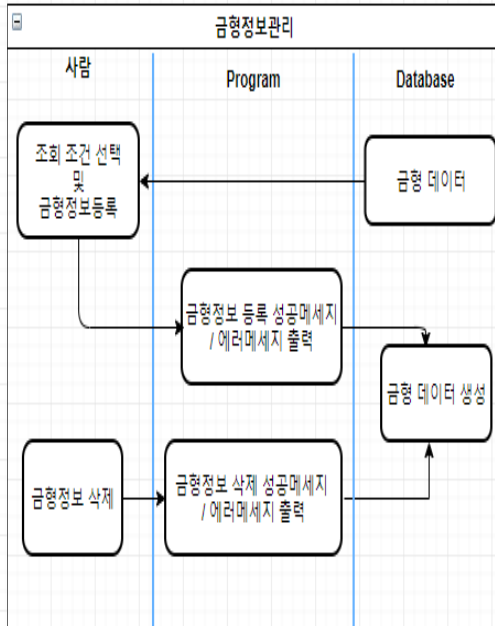 금형정보관리
사람
Program
Database
조회 조건 선택
및
금형정보등록
금형 데이터
금형정보 등록 성공메세지
/ 에러메세지 출력
금형 데이터 생성
금형정보 삭제
금형정보 삭제 성공메세지
/ 에러메세지 출력